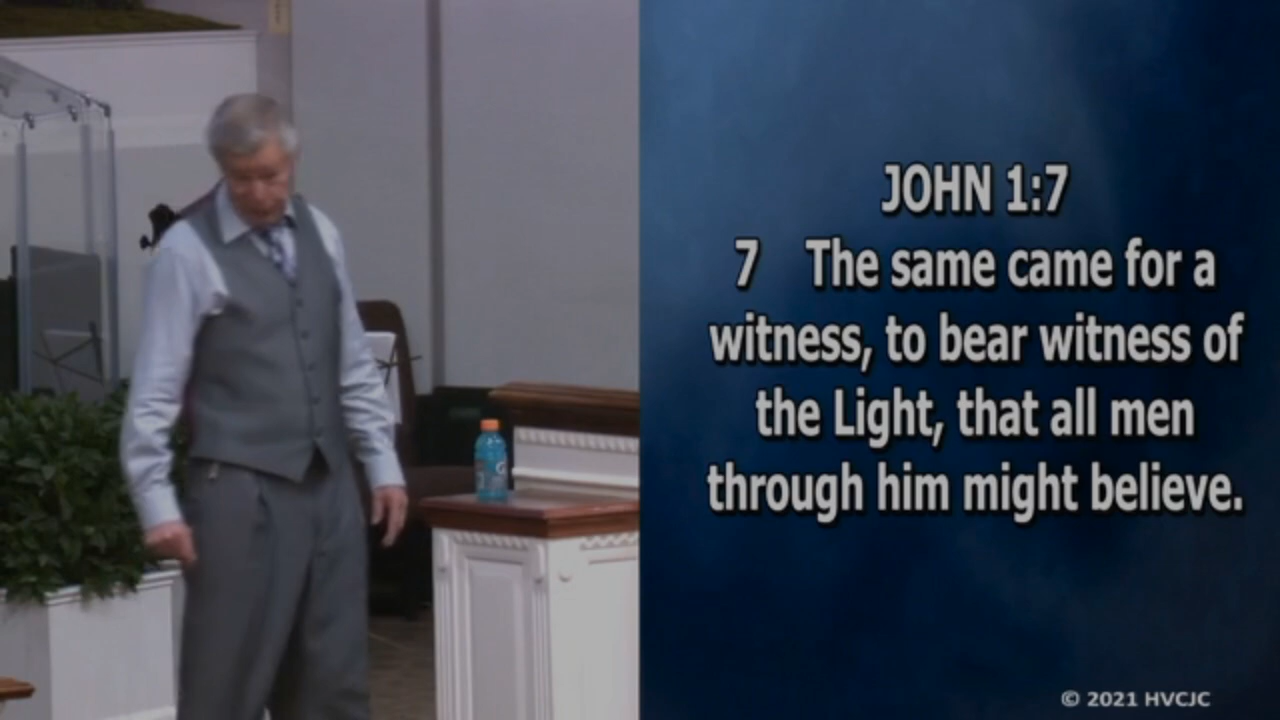 JOHN 1:7
7 The same came for a
witness, to bear witness of
the Light, that all men
through him might believe.
© 2021 HVCJC